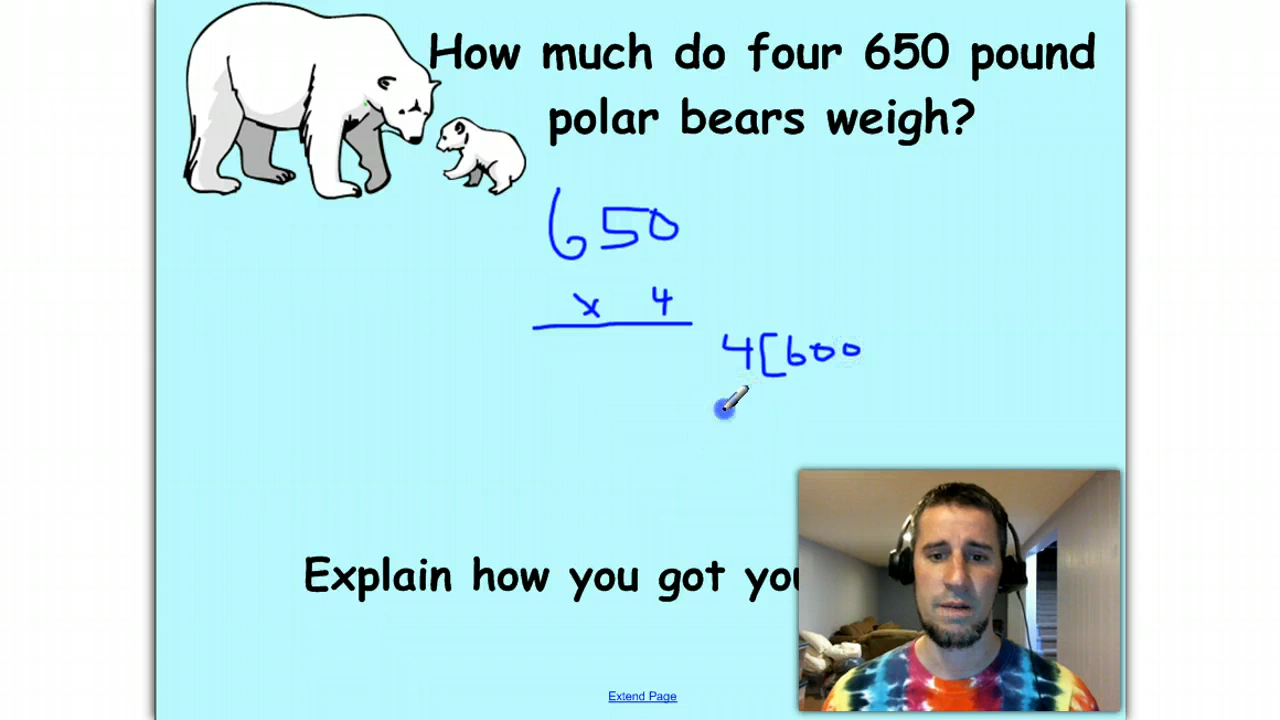 How much do four 650 pound
polar bears weigh?
650
x 4
4[600
Explain how you got
Extend Page